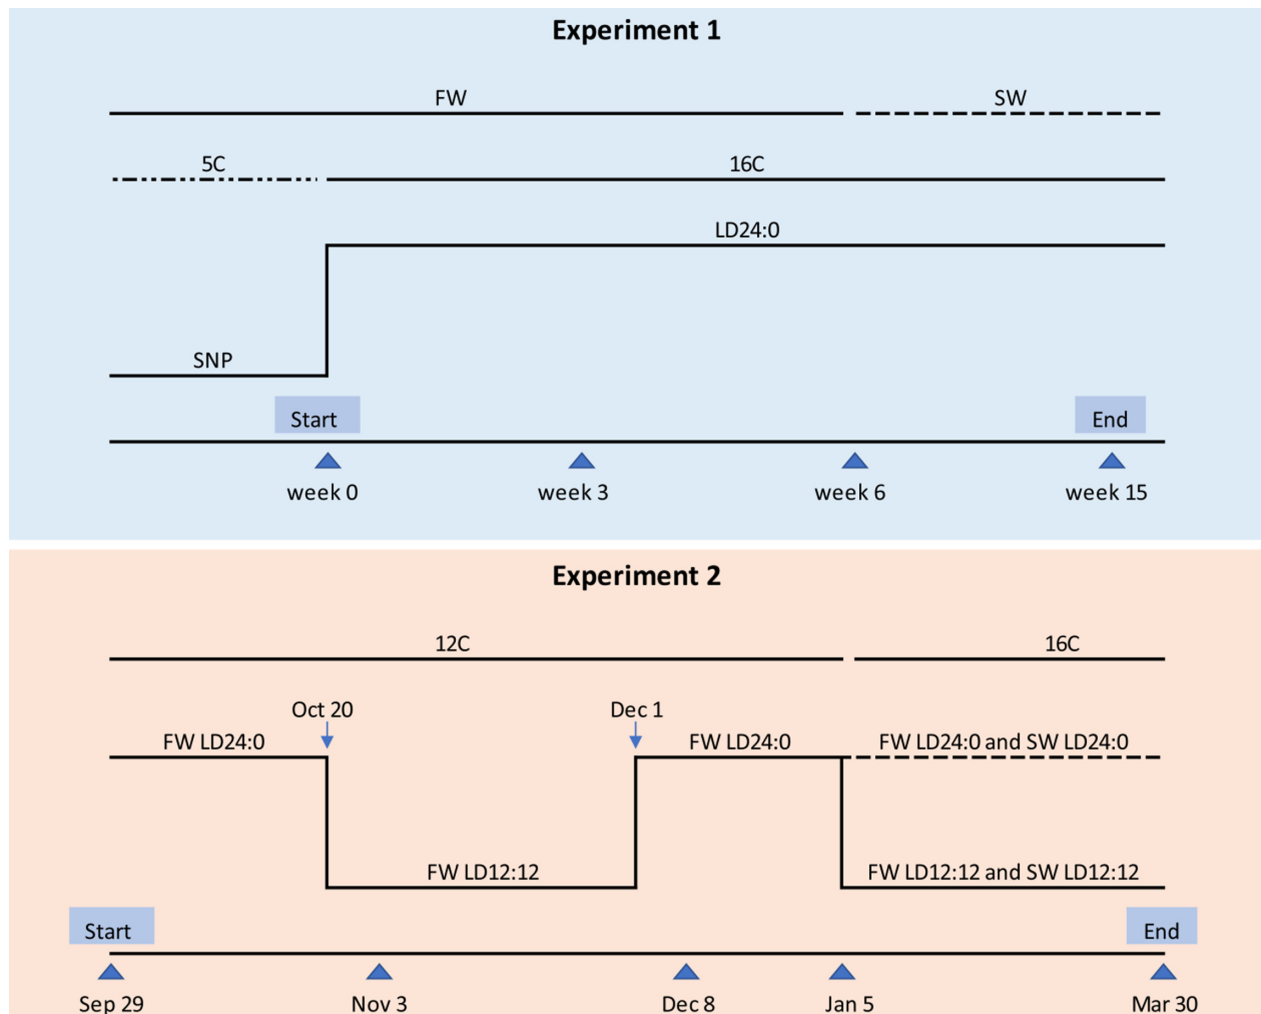 Experiment 1
FW SW
5C 16C
LD24:0
SNP
Start End
week 0 week 3 week 6 week 15
Experiment 2
12C 16C
Oct 20 Dec 1
FW LD24:0 FW LD24:0 FW LD24:0 and SW LD24:0
FW LD12:12 FW LD12:12 and SW LD12:12
Start End
Sep 29 Nov 3 Dec 8 Jan 5 Mar 30